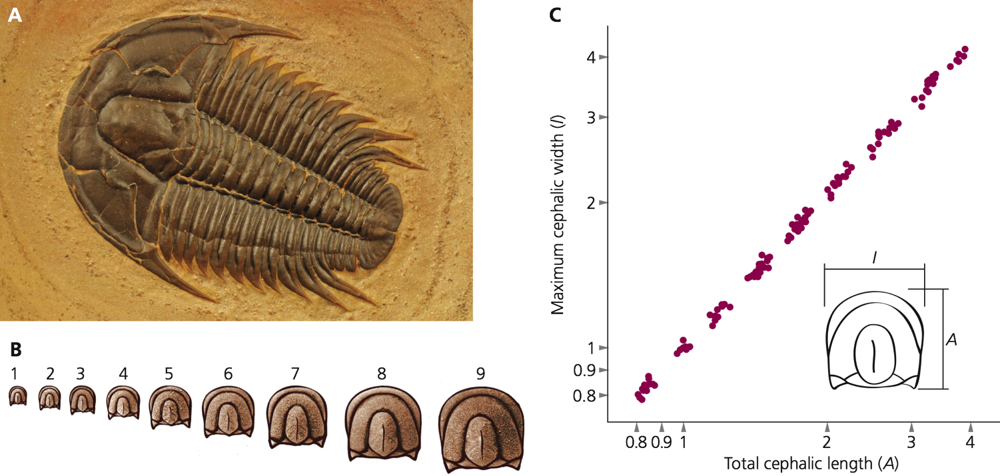 A
B
1 2 3 4 5 6 7 8 9
C
Maximum cephalic width (I)
4
3
2
1
0.9
0.8
I
A
0.8 0.9 1 2 3 4
Total cephalic length (A)